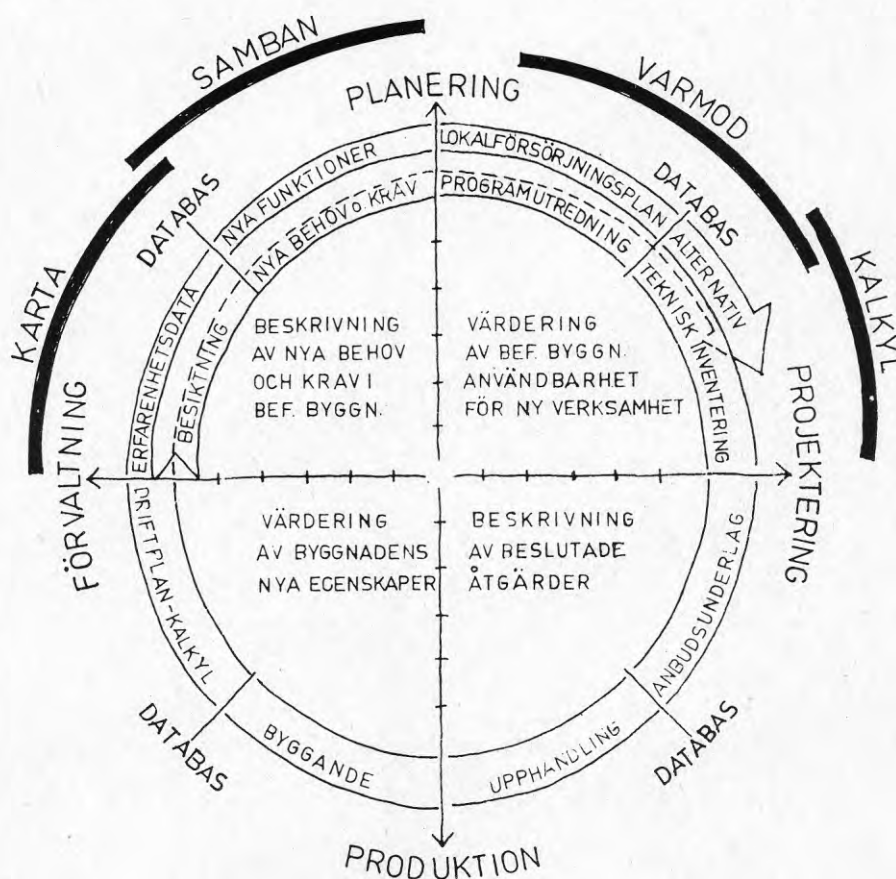 SAMBAN
VARMOD
KARTA
KALKYL
PLANERING
PROJEKTERING
PRODUKTION
FÖRVALTNING
DATABAS
DATABAS
DATABAS
DATABAS
NYA FUNKTIONER
LOKALFÖRSÖRJNINGSPLAN
NYA BEHOV O. KRAV
PROGRAMUTREDNING
ALTERNATIV
TEKNISK INVENTERING
ERFARENHETSDATA
BESIKTNING
BESKRIVNING
AV NYA BEHOV
OCH KRAV I
BEF. BYGGN.
VÄRDERING
AV BEF. BYGGN.
ANVÄNDBARHET
FÖR NY VERKSAMHET
VÄRDERING
AV BYGGNADENS
NYA EGENSKAPER
BESKRIVNING
AV BESLUTADE
ÅTGÄRDER
DRIFTPLAN-KALKYL
BYGGANDE
UPPHANDLING
ANBUDSUNDERLAG